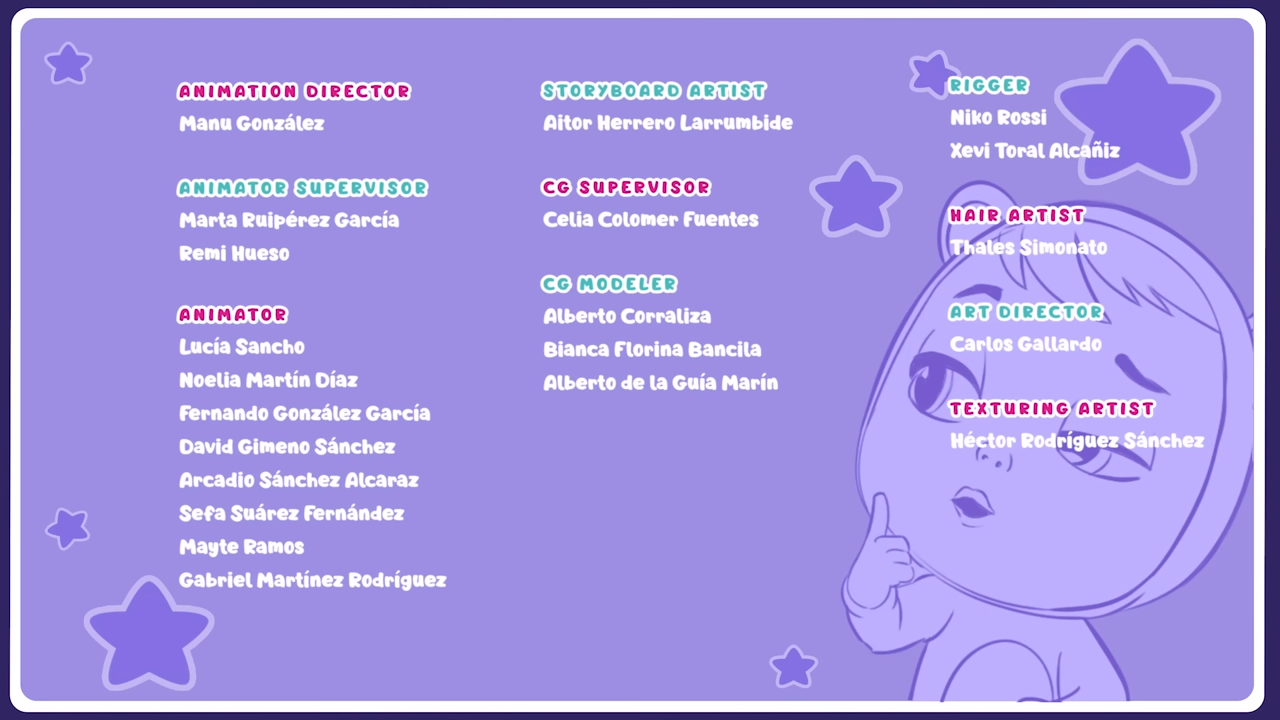 ANIMATION DIRECTOR
Manu González
ANIMATOR SUPERVISOR
Marta Ruipérez García
Remi Hueso
ANIMATOR
Lucía Sancho
Noelia Martín Díaz
Fernando González García
David Gimeno Sánchez
Arcadio Sánchez Alcaraz
Sefa Suárez Fernández
Mayte Ramos
Gabriel Martínez Rodríguez
STORYBOARD ARTIST
Aitor Herrero Larrumbide
CG SUPERVISOR
Celia Colomer Fuentes
CG MODELER
Alberto Corraliza
Bianca Florina Bancila
Alberto de la Guía Marín
RIGGER
Niko Rossi
Xevi Toral Alcañiz
HAIR ARTIST
Thales Simonato
ART DIRECTOR
Carlos Gallardo
TEXTURING ARTIST
Héctor Rodríguez Sánchez